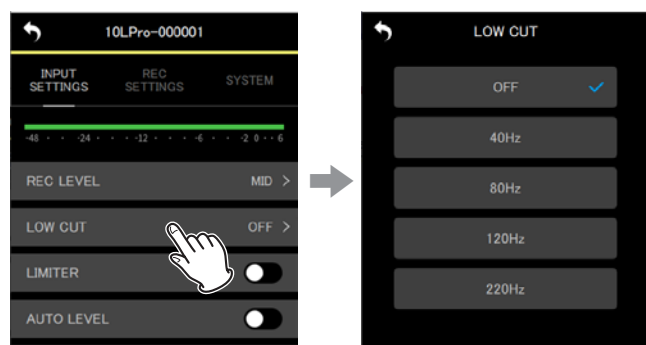 10LPro-000001
INPUT SETTINGS
REC SETTINGS
SYSTEM
-48 · · -24 · · · -12 · · · -6 · · -2 0 · · 6
REC LEVEL MID >
LOW CUT OFF >
LIMITER
AUTO LEVEL
LOW CUT
OFF
40Hz
80Hz
120Hz
220Hz